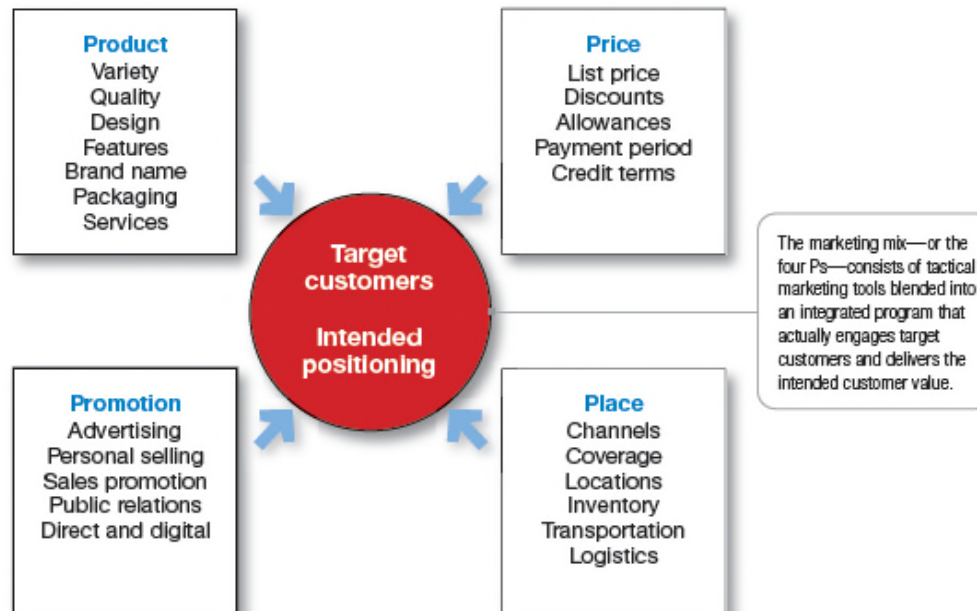 Product
Variety
Quality
Design
Features
Brand name
Packaging
Services
Price
List price
Discounts
Allowances
Payment period
Credit terms
Target
customers
Intended
positioning
The marketing mix—or the
four Ps—consists of tactical
marketing tools blended into
an integrated program that
actually engages target
customers and delivers the
intended customer value.
Promotion
Advertising
Personal selling
Sales promotion
Public relations
Direct and digital
Place
Channels
Coverage
Locations
Inventory
Transportation
Logistics